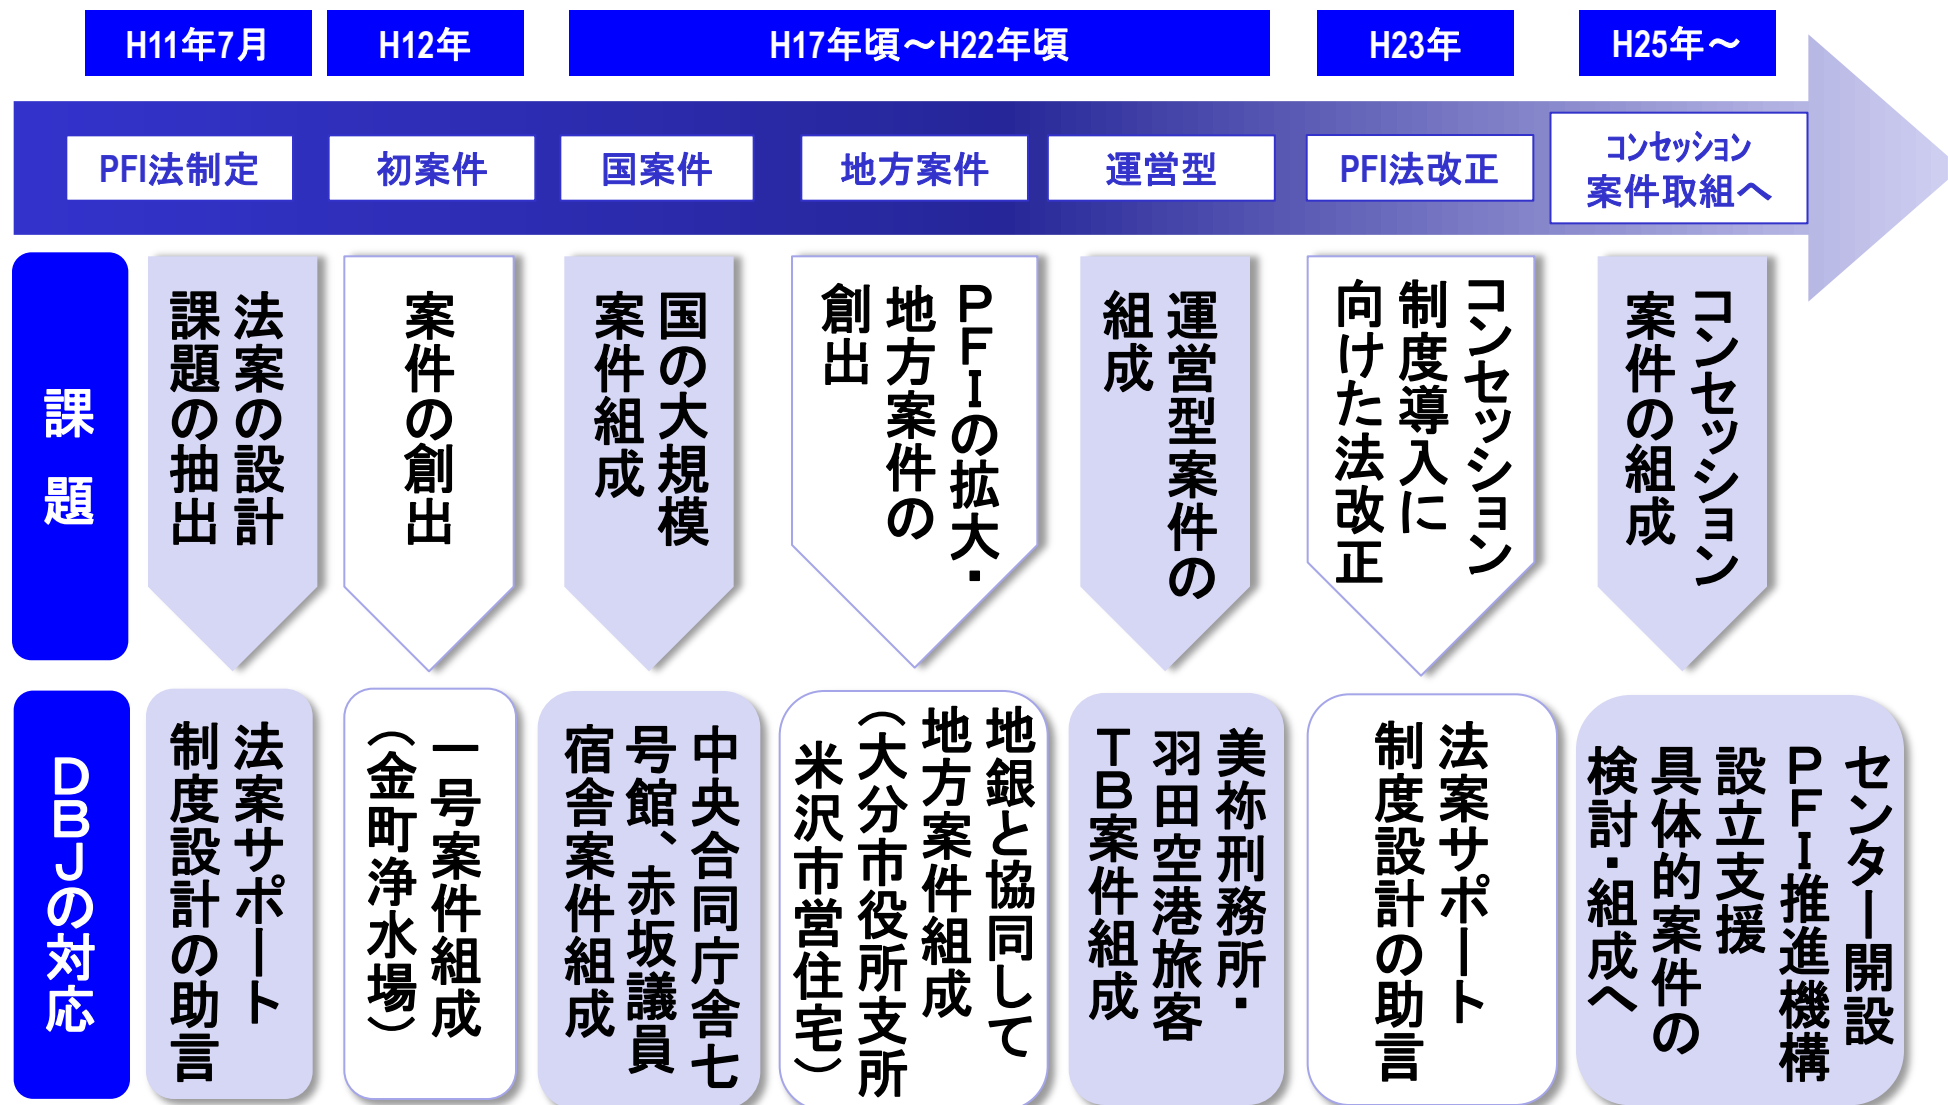 H11年7月
H12年
H17年頃～H22年頃
H23年
H25年～
PFI法制定
初案件
国案件
地方案件
運営型
PFI法改正
コンセッション
案件取組へ
課題
法案の設計
課題の抽出
案件の創出
国の大規模
案件組成
PFIの拡大・
地方案件の
創出
運営型案件の
組成
コンセッション
制度導入に
向けた法改正
コンセッション
案件の組成
DBJの対応
法案サポート
制度設計の助言
一号案件組成
（金町浄水場）
中央合同庁舎七
号館、赤坂議員
宿舎案件組成
地銀と協同して
地方案件組成
（大分市役所支所
米沢市営住宅）
美祢刑務所・
羽田空港旅客
TB案件組成
法案サポート
制度設計の助言
センター開設
PFI推進機構
設立支援
具体的案件の
検討・組成へ